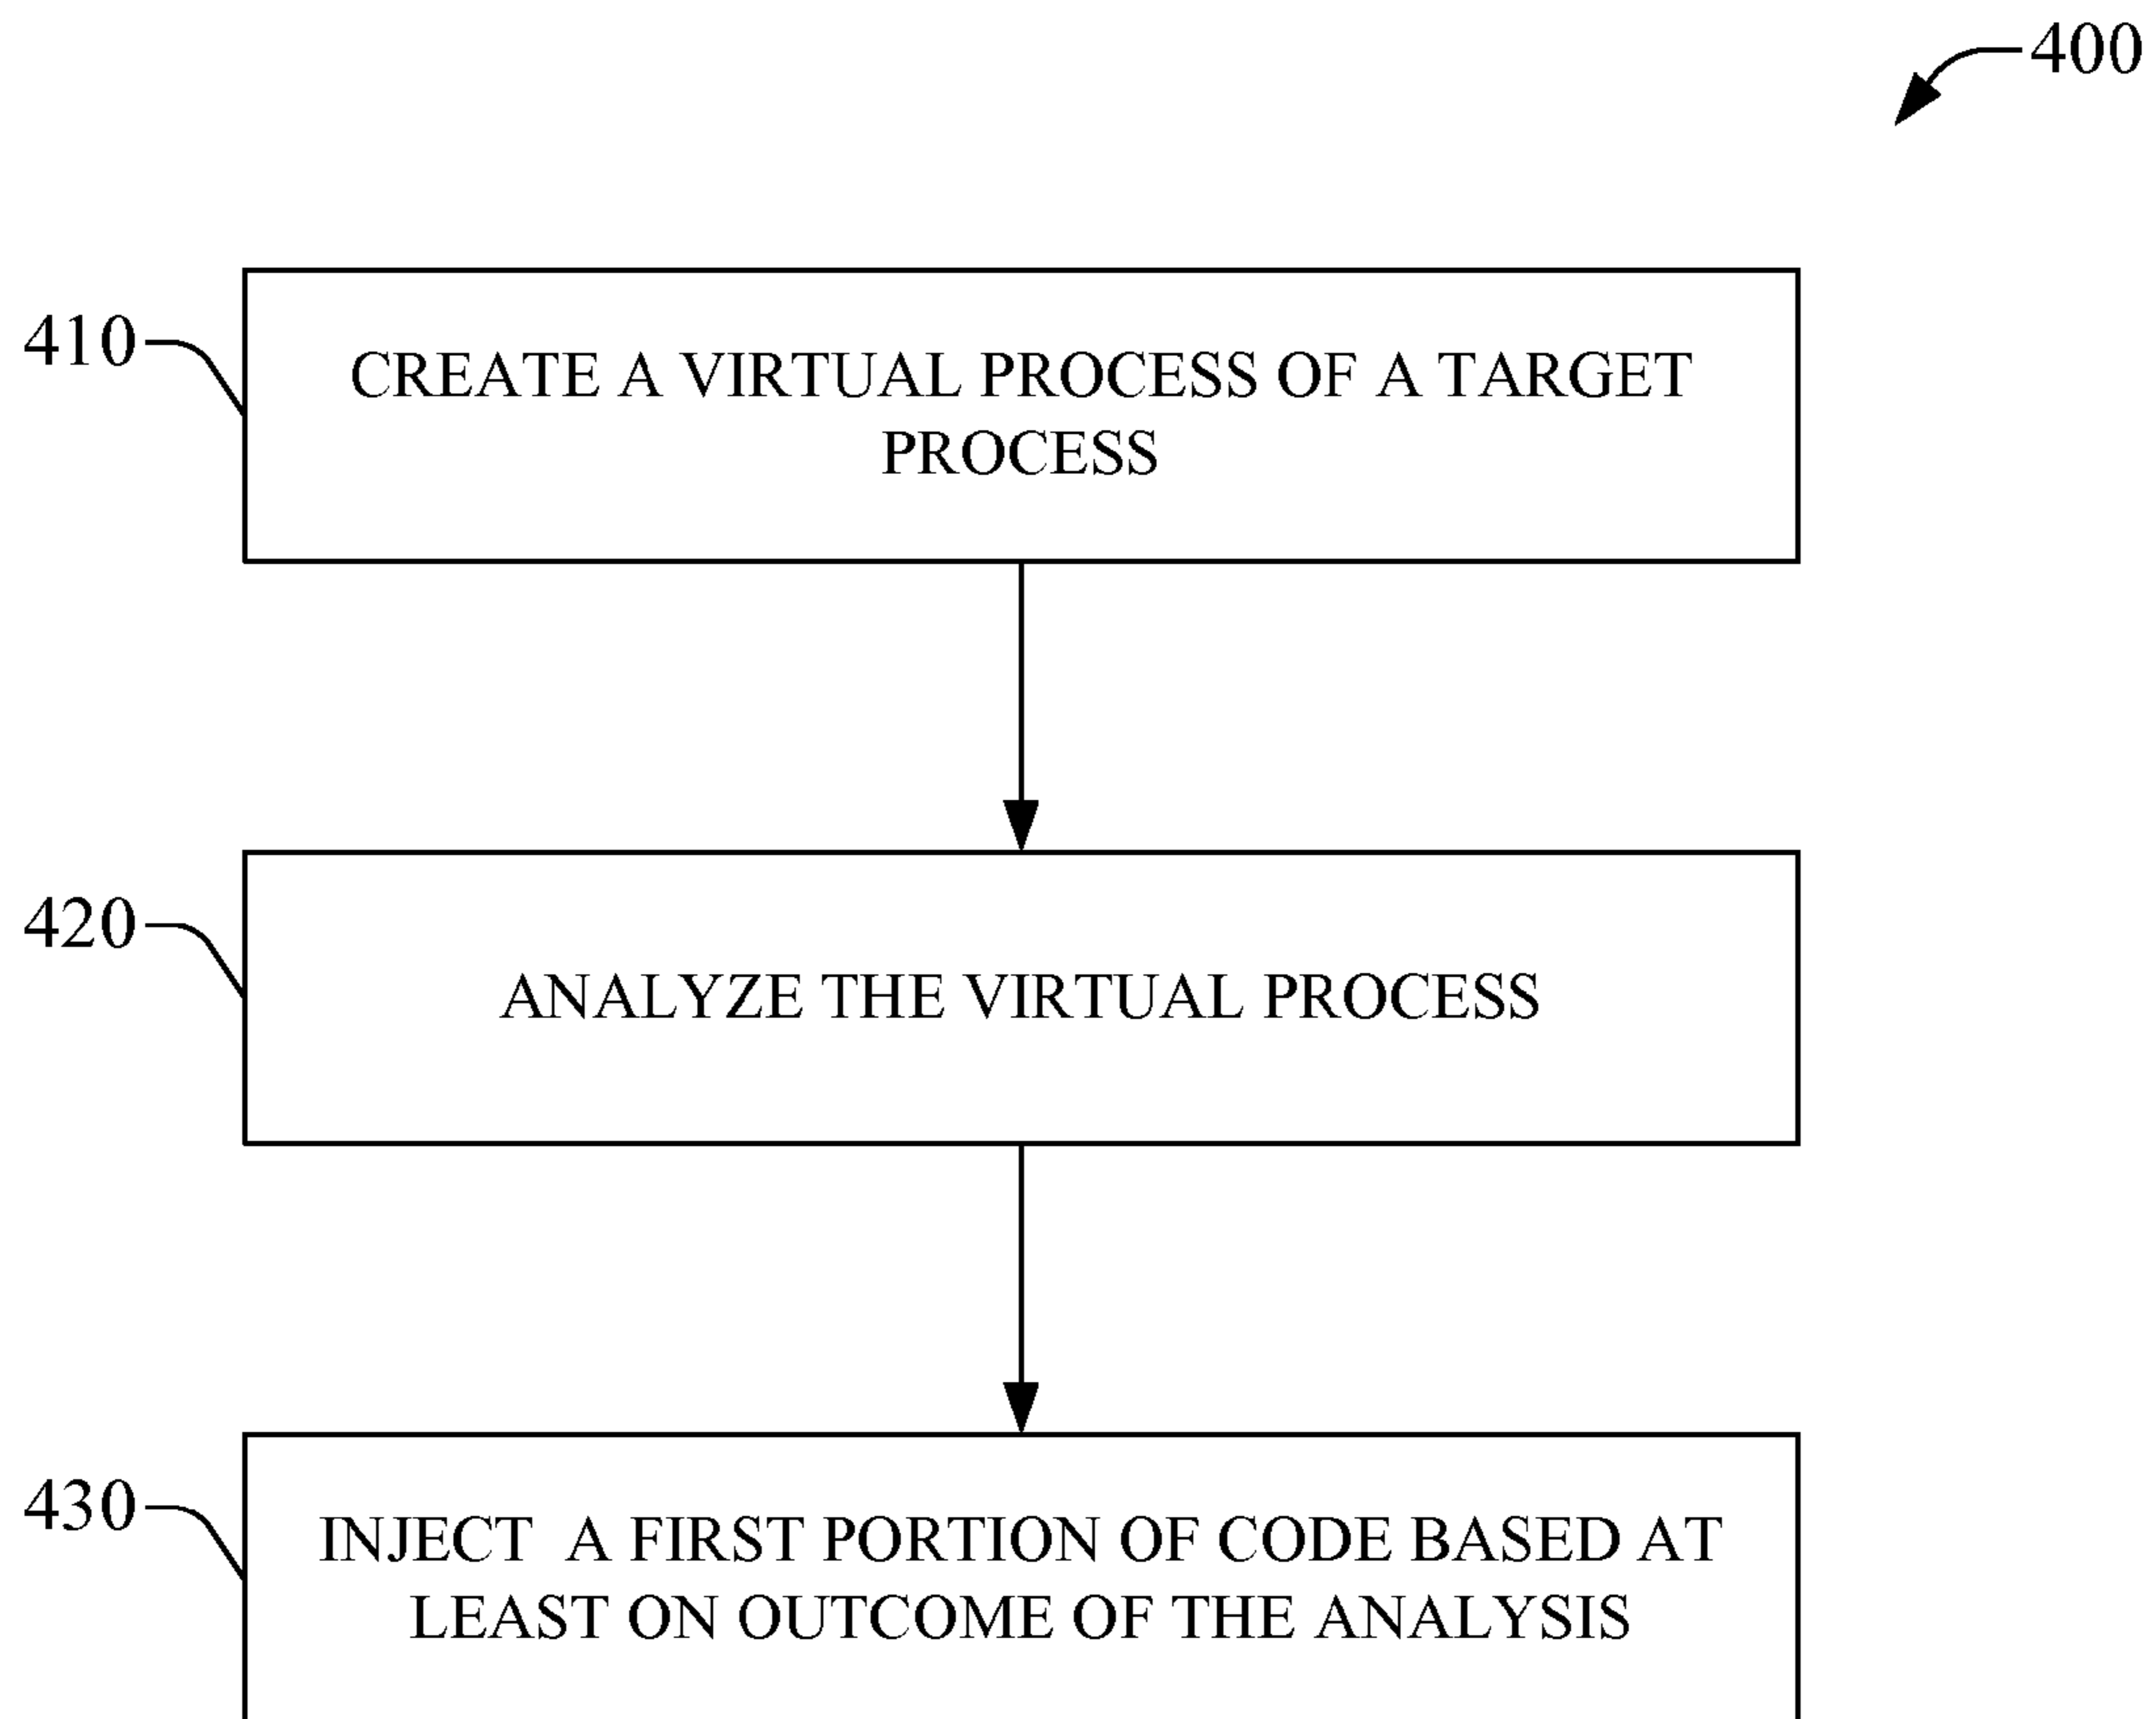 400
410
CREATE A VIRTUAL PROCESS OF A TARGET
PROCESS
420
ANALYZE THE VIRTUAL PROCESS
430
INJECT A FIRST PORTION OF CODE BASED AT
LEAST ON OUTCOME OF THE ANALYSIS